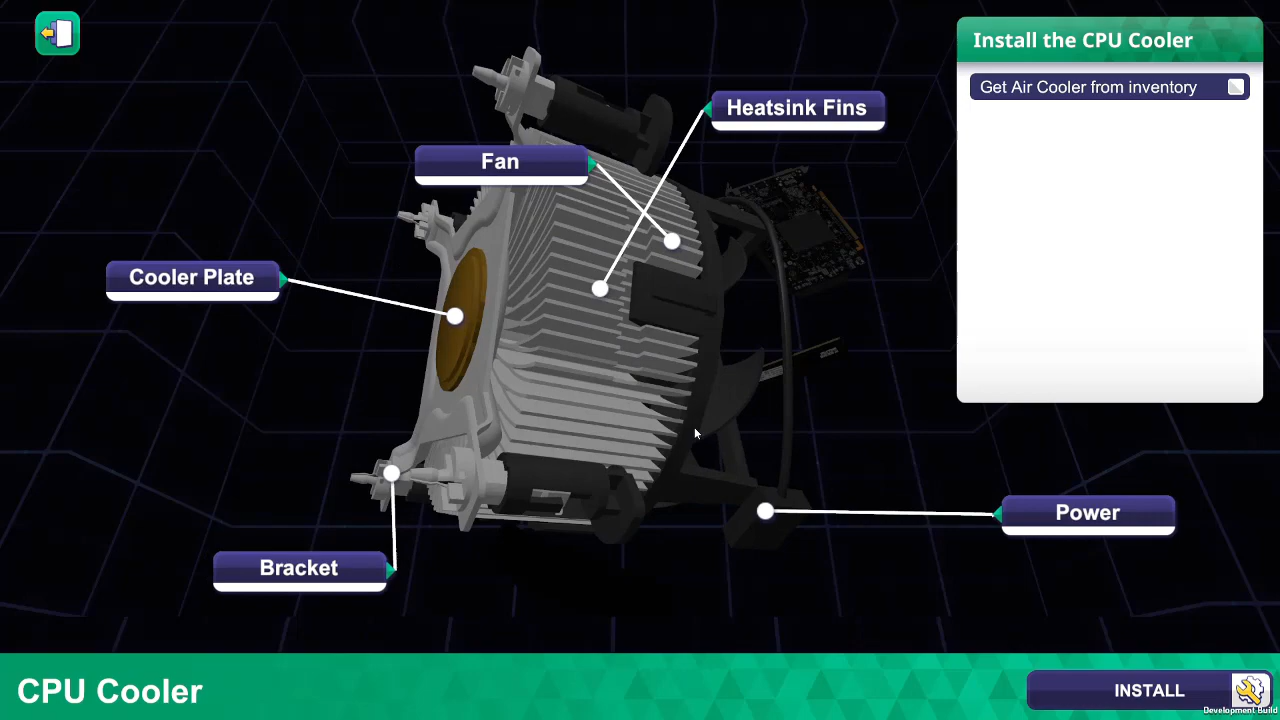 Install the CPU Cooler
Get Air Cooler from inventory
Heatsink Fins
Fan
Cooler Plate
Power
Bracket
CPU Cooler
INSTALL
Development Build